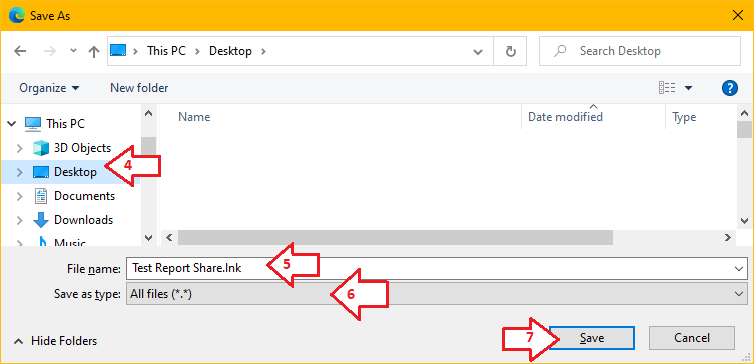 Save As
This PC > Desktop >
Search Desktop
Organize
New folder
?
Name
Date modified
Type
This PC
3D Objects
Desktop
4
Documents
Downloads
Music
File name: Test Report Share.lnk
5
Save as type: All files (*.*)
6
Hide Folders
7
Save
Cancel